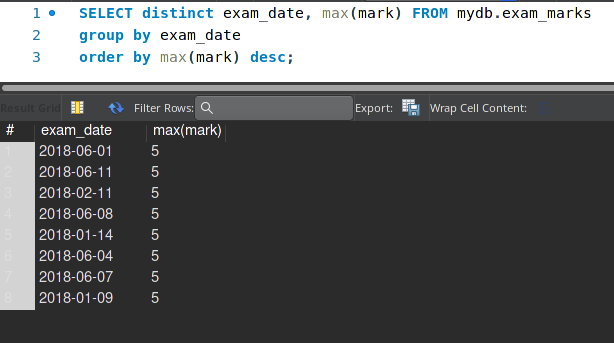 1 SELECT distinct exam_date, max(mark) FROM mydb.exam_marks
2 group by exam_date
3 order by max(mark) desc;
Result Grid Filter Rows: Export: Wrap Cell Content:
# exam_date max(mark)
1 2018-06-01 5
2 2018-06-11 5
3 2018-02-11 5
4 2018-06-08 5
5 2018-01-14 5
6 2018-06-04 5
7 2018-06-07 5
8 2018-01-09 5